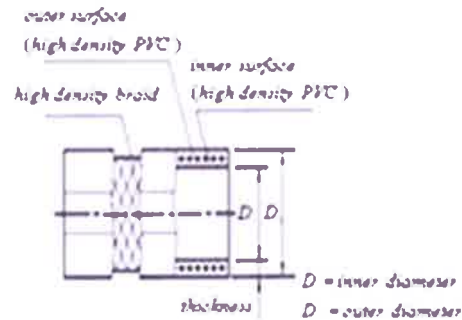 outer surface
(high density PVC)
inner surface
(high density PVC)
high density braid
D D
thickness
D = inner diameter
D = outer diameter